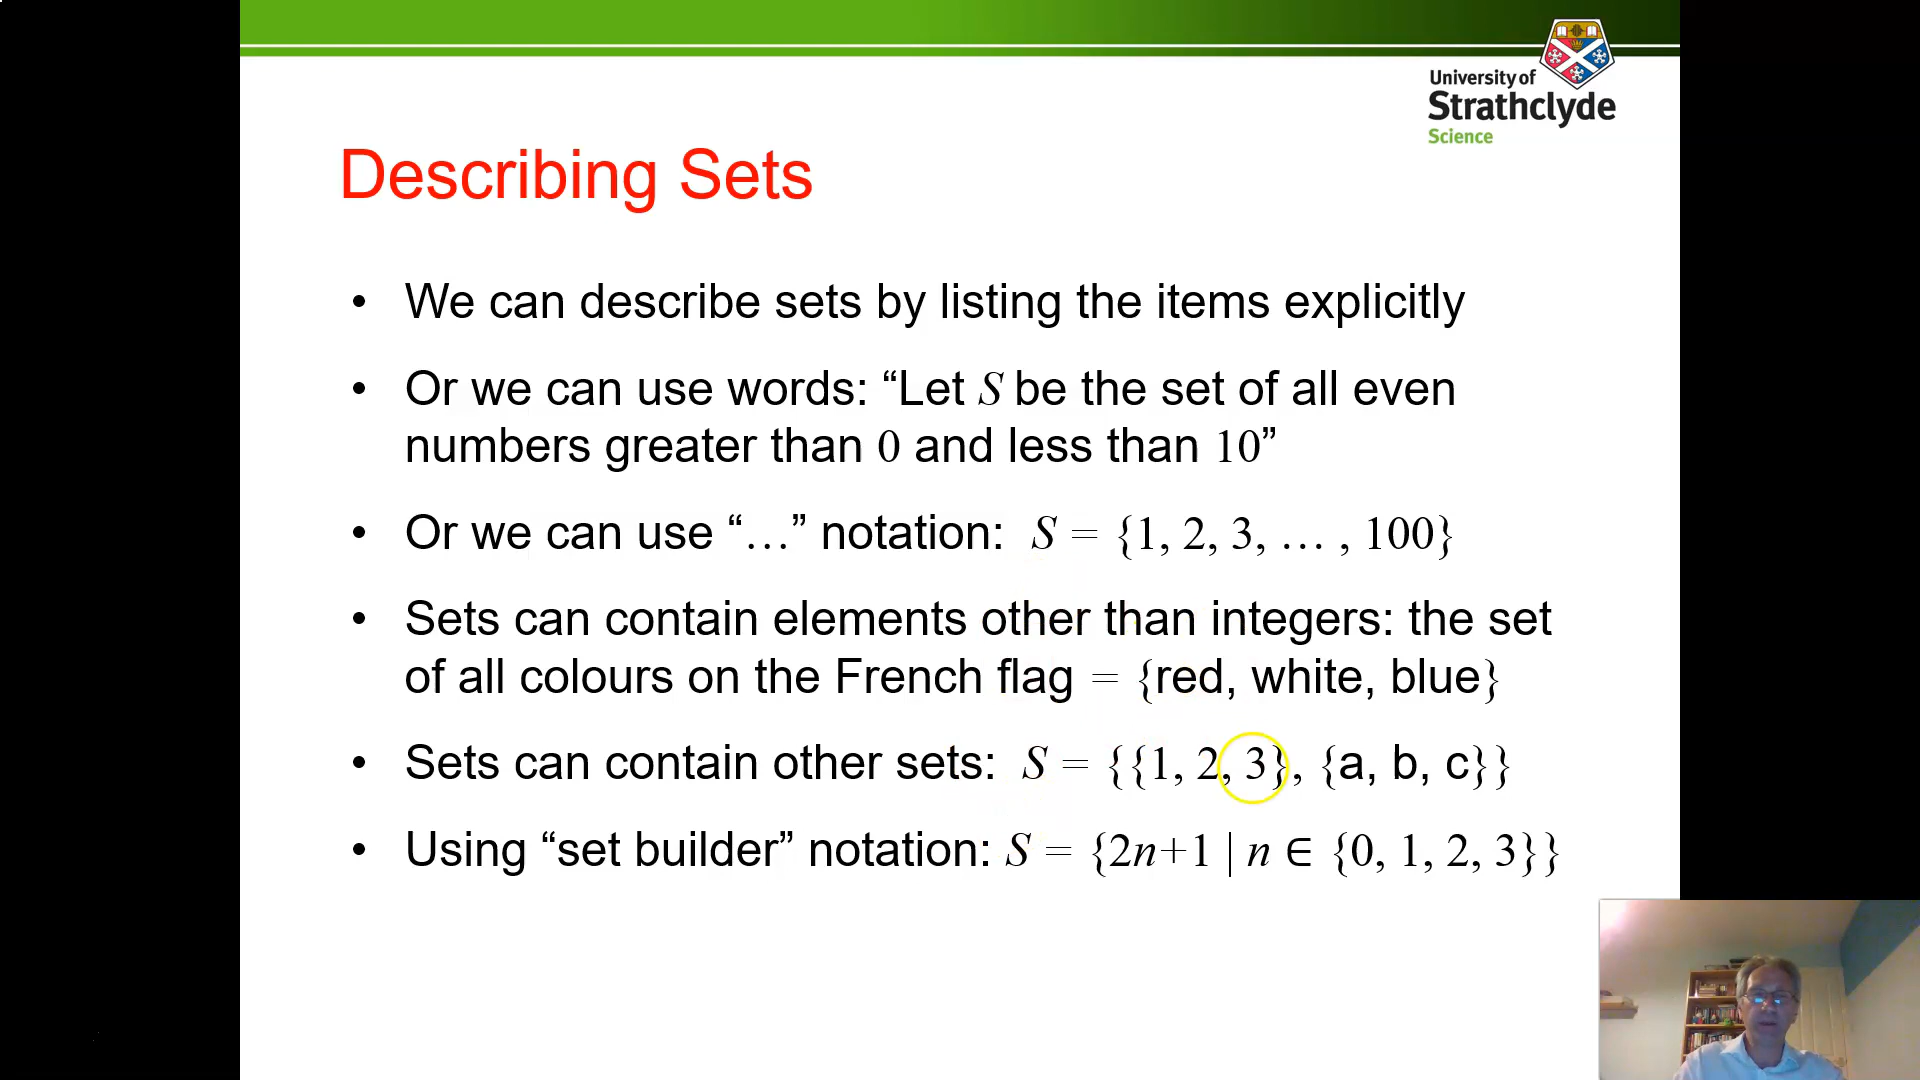 University of
Strathclyde
Science
Describing Sets
• We can describe sets by listing the items explicitly
• Or we can use words: “Let S be the set of all even
numbers greater than 0 and less than 10”
• Or we can use “…” notation: S = {1, 2, 3, … , 100}
• Sets can contain elements other than integers: the set
of all colours on the French flag = {red, white, blue}
• Sets can contain other sets: S = {{1, 2, 3}, {a, b, c}}
• Using “set builder” notation: S = {2n+1 | n ∈ {0, 1, 2, 3}}